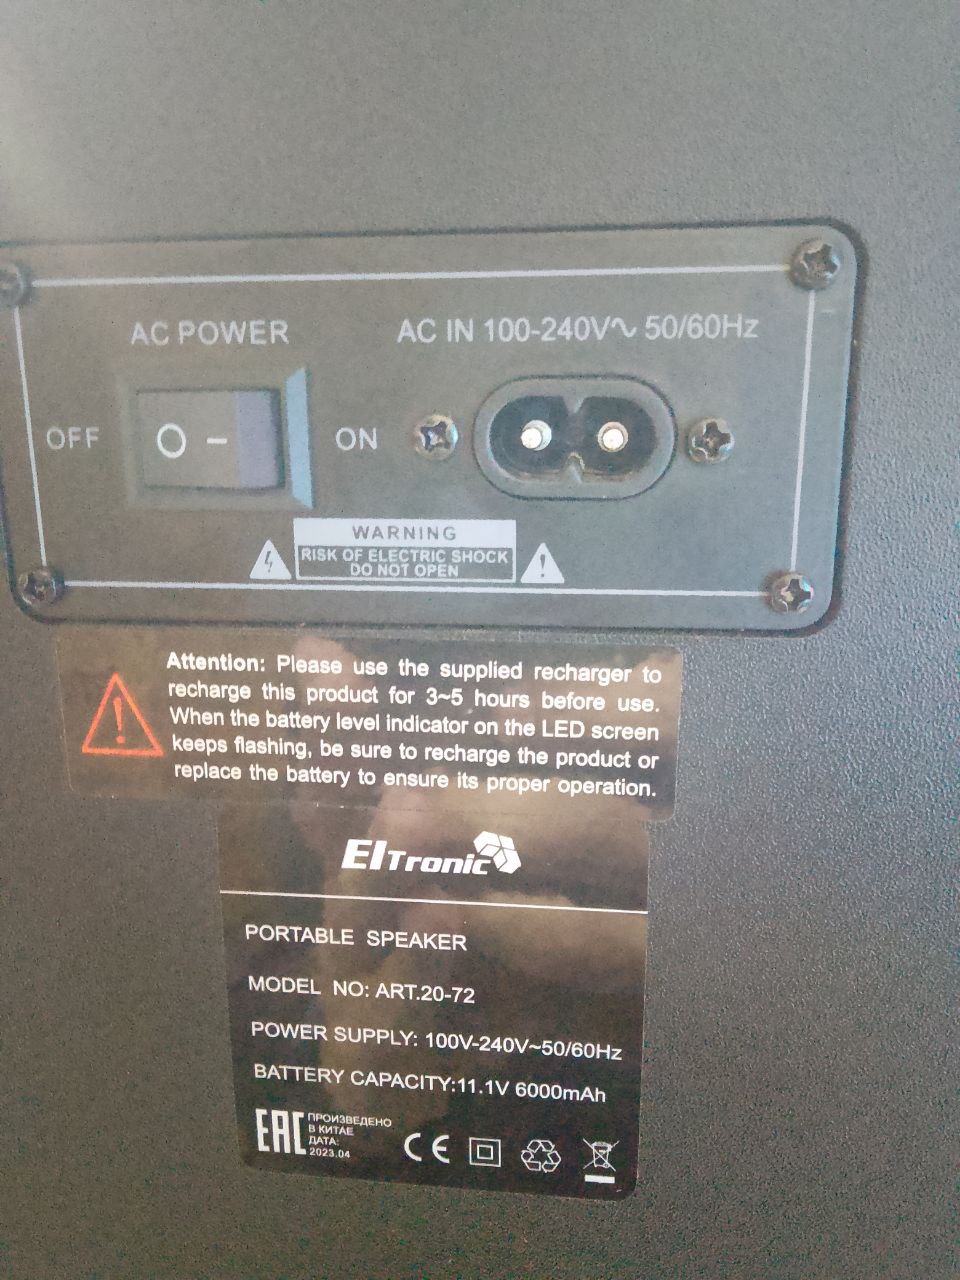 AC POWER
AC IN 100-240V~ 50/60Hz
OFF
O –
ON
WARNING
RISK OF ELECTRIC SHOCK
DO NOT OPEN
Attention: Please use the supplied recharger to
recharge this product for 3~5 hours before use.
When the battery level indicator on the LED screen
keeps flashing, be sure to recharge the product or
replace the battery to ensure its proper operation.
ElTronic
PORTABLE SPEAKER
MODEL NO: ART.20-72
POWER SUPPLY: 100V-240V~50/60Hz
BATTERY CAPACITY:11.1V 6000mAh
EAC
ПРОИЗВЕДЕНО
В КИТАЕ
ДАТА:
2023.04
CE